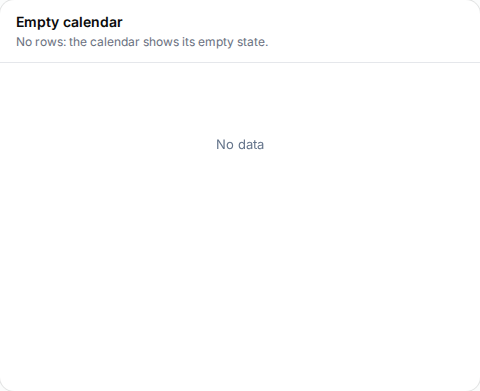 Empty calendar
No rows: the calendar shows its empty state.
No data